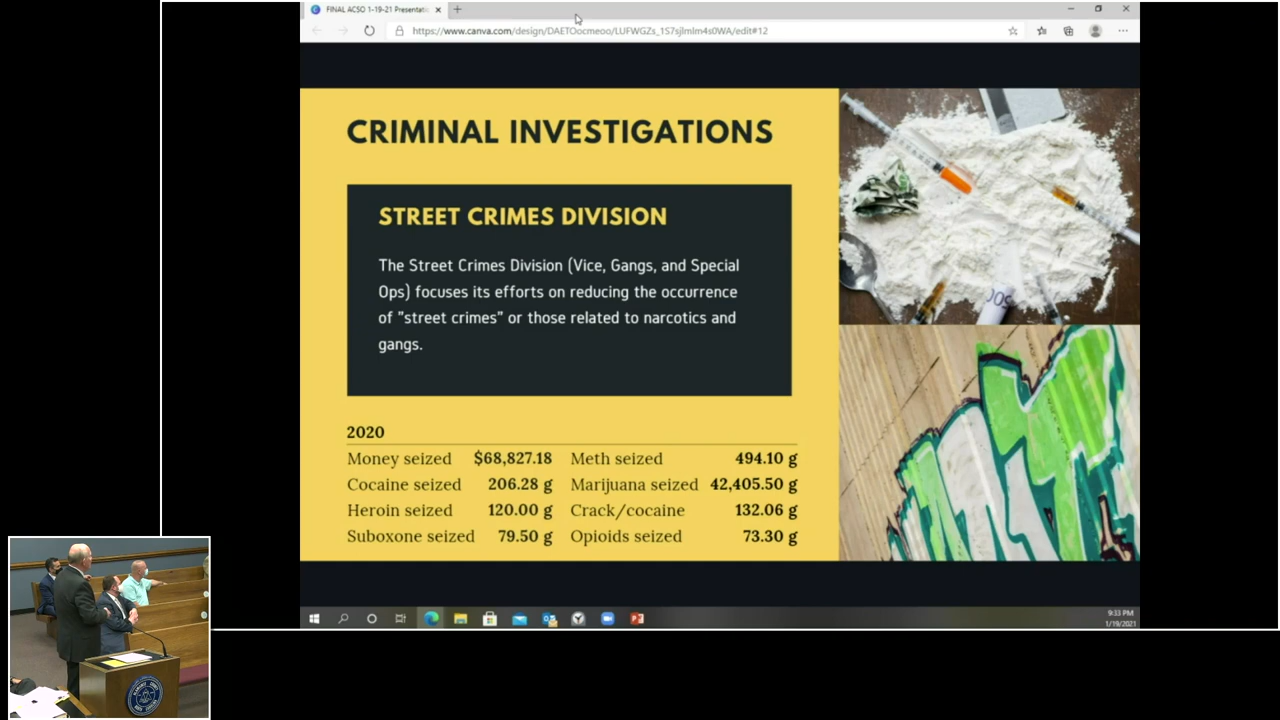 FINAL ACSO 1-19-21 Presentati
https://www.canva.com/design/DAETOocmeoo/LUFWGZs_1S7sjlmlm4s0WA/edit#12
CRIMINAL INVESTIGATIONS
STREET CRIMES DIVISION
The Street Crimes Division (Vice, Gangs, and Special
Ops) focuses its efforts on reducing the occurrence
of "street crimes" or those related to narcotics and
gangs.
2020
Money seized $68,827.18 Meth seized 494.10 g
Cocaine seized 206.28 g Marijuana seized 42,405.50 g
Heroin seized 120.00 g Crack/cocaine 132.06 g
Suboxone seized 79.50 g Opioids seized 73.30 g
9:33 PM
1/19/2021